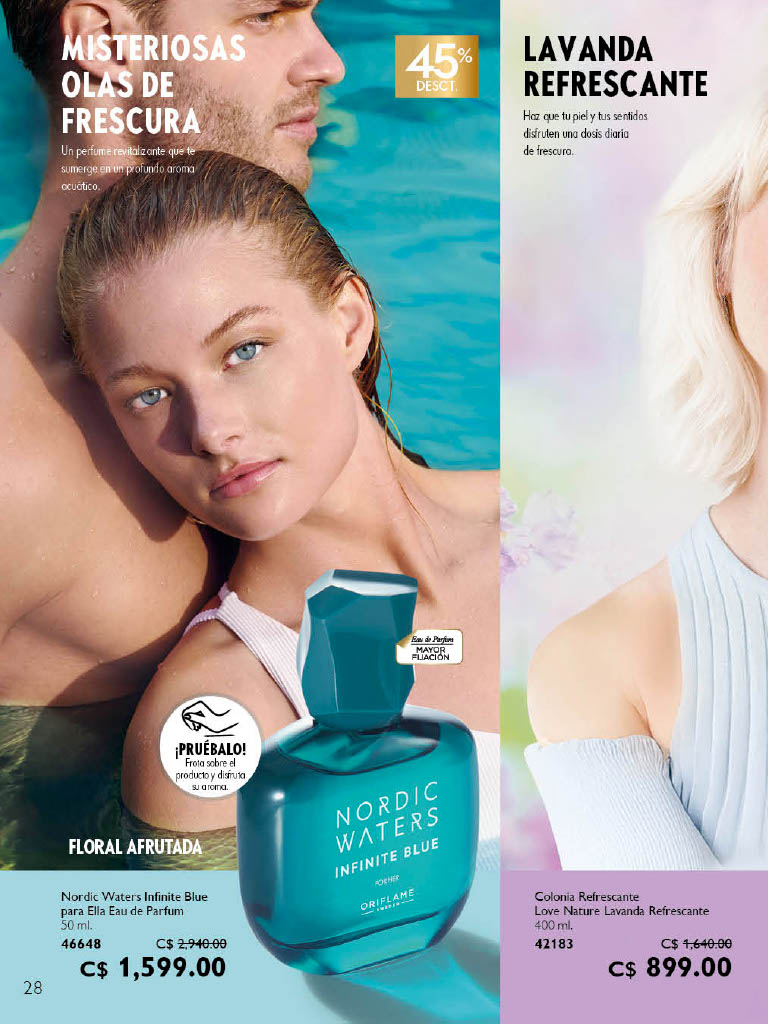 MISTERIOSAS
OLAS DE
FRESCURA
Un perfume revitalizante que te
sumerge en un profundo aroma
acuático.
45%
DESCT.
Eau de Parfum
MAYOR
FIJACIÓN
¡PRUÉBALO!
Frota sobre el
producto y disfruta
su aroma.
NORDIC
WATERS
INFINITE BLUE
FOR HER
ORIFLAME
SWEDEN
FLORAL AFRUTADA
Nordic Waters Infinite Blue
para Ella Eau de Parfum
50 ml.
46648 C$ 2,940.00
C$ 1,599.00
28
LAVANDA
REFRESCANTE
Haz que tu piel y tus sentidos
disfruten una dosis diaria
de frescura.
Colonia Refrescante
Love Nature Lavanda Refrescante
400 ml.
42183 C$ 1,640.00
C$ 899.00